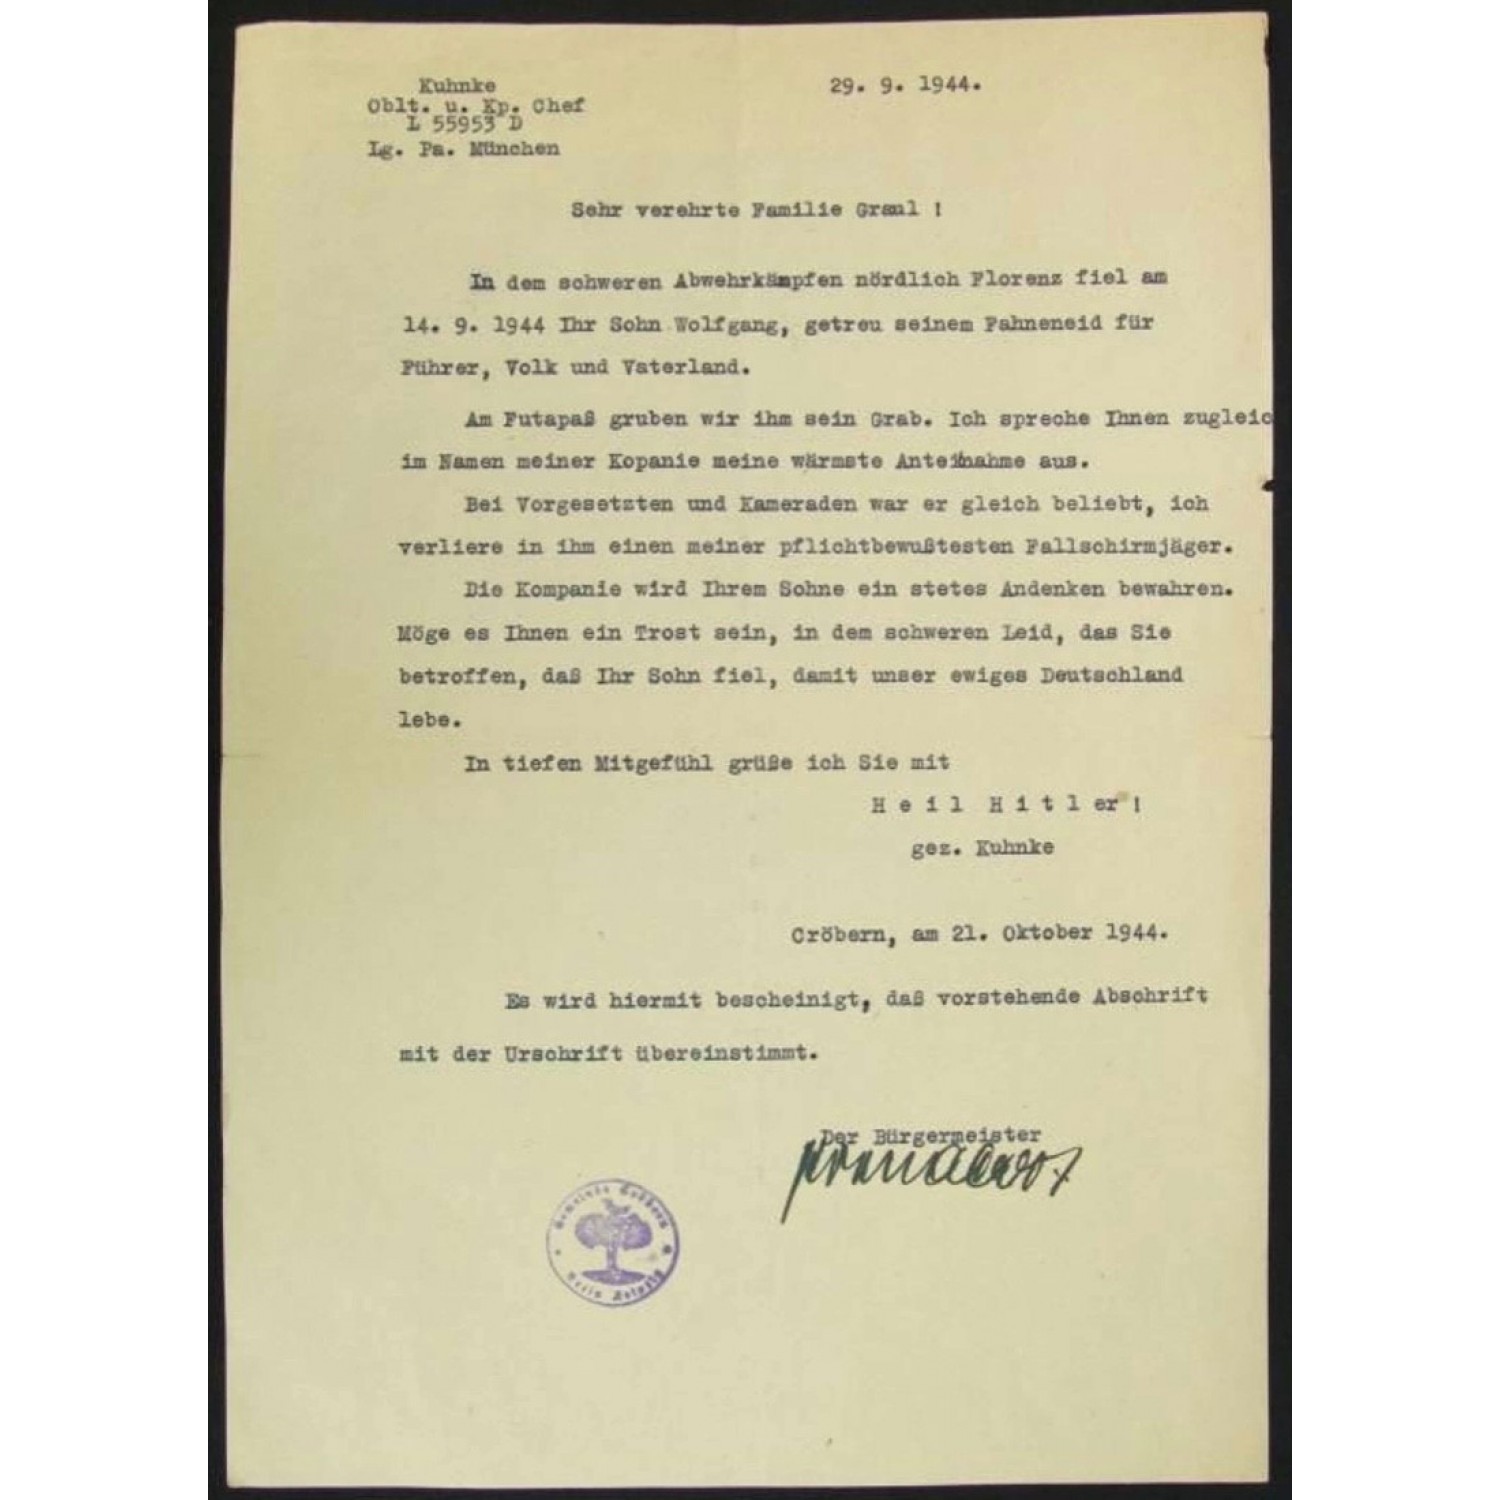 Kuhnke
Oblt. u. Kp. Chef
L 55953 D
Lg. Pa. München
29. 9. 1944.
Sehr verehrte Familie Graul !
In dem schweren Abwehrkämpfen nördlich Florenz fiel am
14. 9. 1944 Ihr Sohn Wolfgang, getreu seinem Fahneneid für
Führer, Volk und Vaterland.
Am Futapaß gruben wir ihm sein Grab. Ich spreche Ihnen zugleic
im Namen meiner Kopanie meine wärmste Anteinahme aus.
Bei Vorgesetzten und Kameraden war er gleich beliebt, ich
verliere in ihm einen meiner pflichtbewußtesten Fallschirmjäger.
Die Kompanie wird Ihrem Sohne ein stetes Andenken bewahren.
Möge es Ihnen ein Trost sein, in dem schweren Leid, das Sie
betroffen, daß Ihr Sohn fiel, damit unser ewiges Deutschland
lebe.
In tiefen Mitgefühl grüße ich Sie mit
H e i l  H i t l er !
gez. Kuhnke
Cröbern, am 21. Oktober 1944.
Es wird hiermit bescheinigt, daß vorstehende Abschrift
mit der Urschrift übereinstimmt.
Der Bürgermeister
Gemeinde Cröbern
Kreis Leipzig